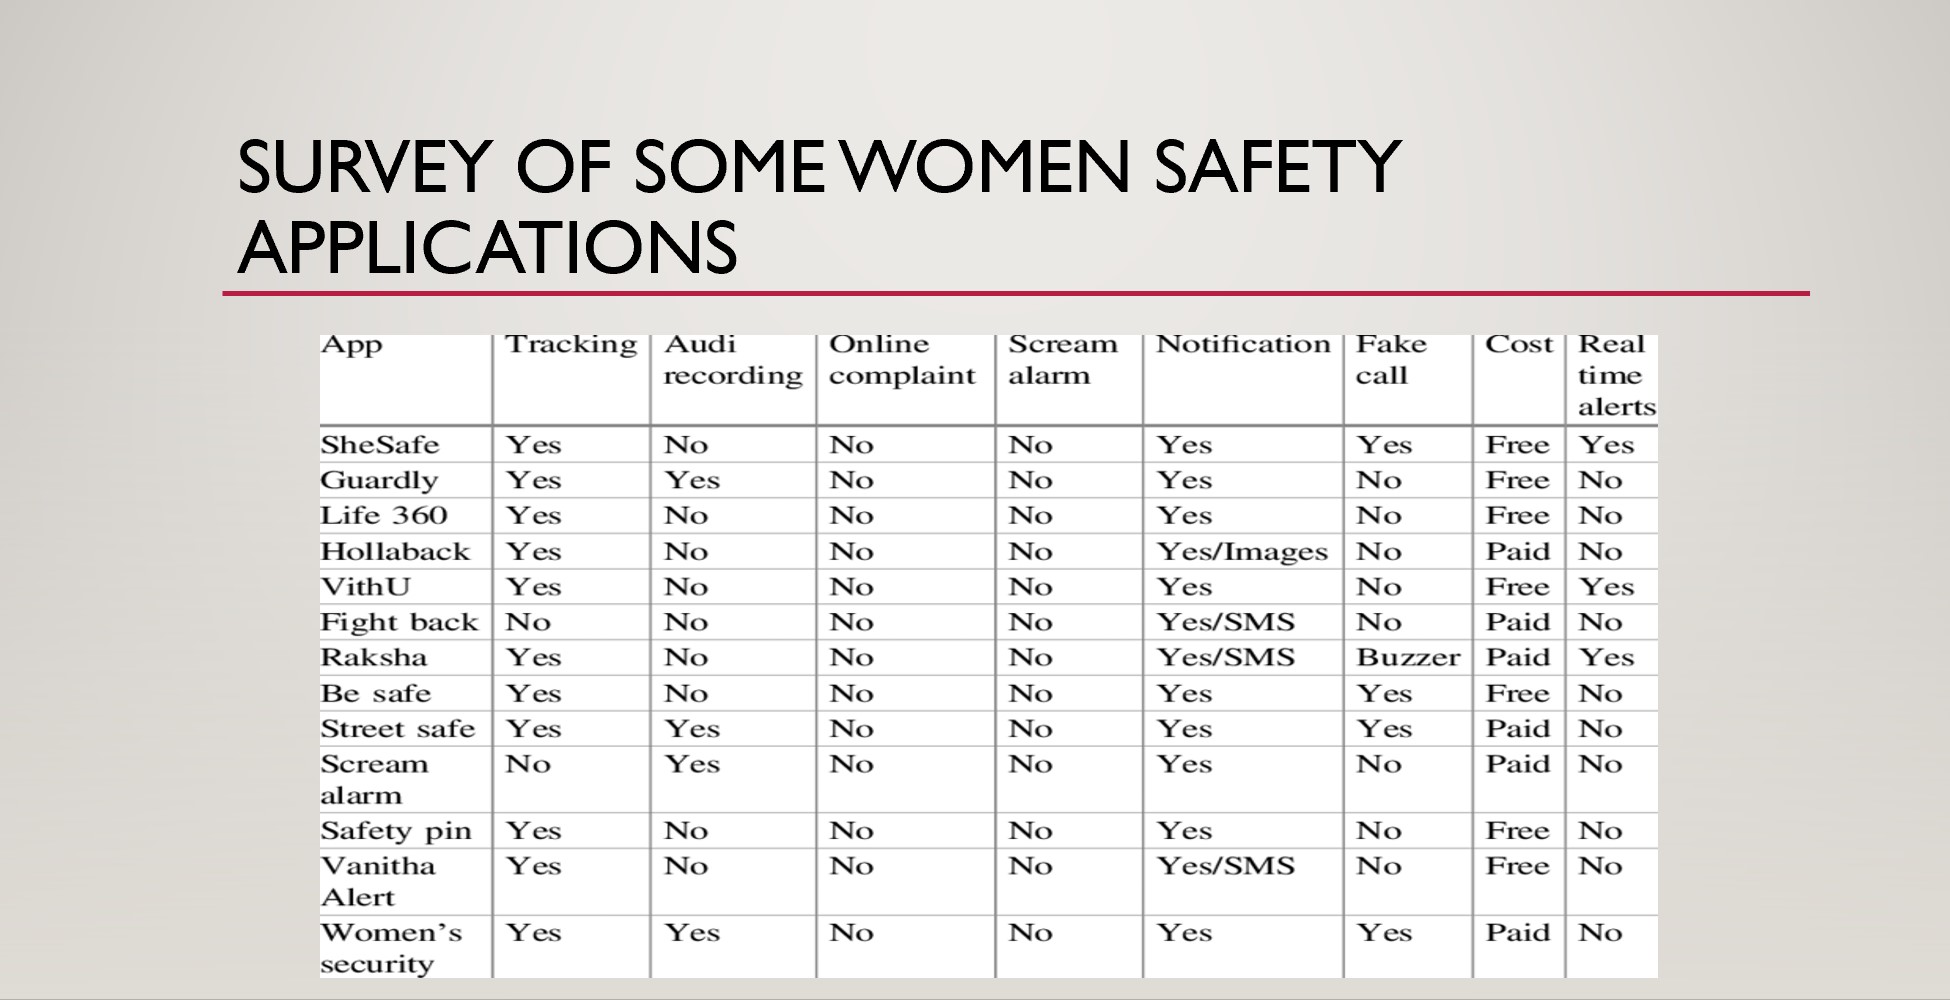 SURVEY OF SOME WOMEN SAFETY
APPLICATIONS
App Tracking Audi recording Online complaint Scream alarm Notification Fake call Cost Real time alerts
SheSafe Yes No No No Yes Yes Free Yes
Guardly Yes Yes No No Yes No Free No
Life 360 Yes No No No Yes No Free No
Hollaback Yes No No No Yes/Images No Paid No
VithU Yes No No No Yes No Free Yes
Fight back No No No No Yes/SMS No Paid No
Raksha Yes No No No Yes/SMS Buzzer Paid Yes
Be safe Yes No No No Yes Yes Free No
Street safe Yes Yes No No Yes Yes Paid No
Scream alarm No Yes No No Yes No Paid No
Safety pin Yes No No No Yes No Free No
Vanitha Alert Yes No No No Yes/SMS No Free No
Women’s security Yes Yes No No Yes Yes Paid No